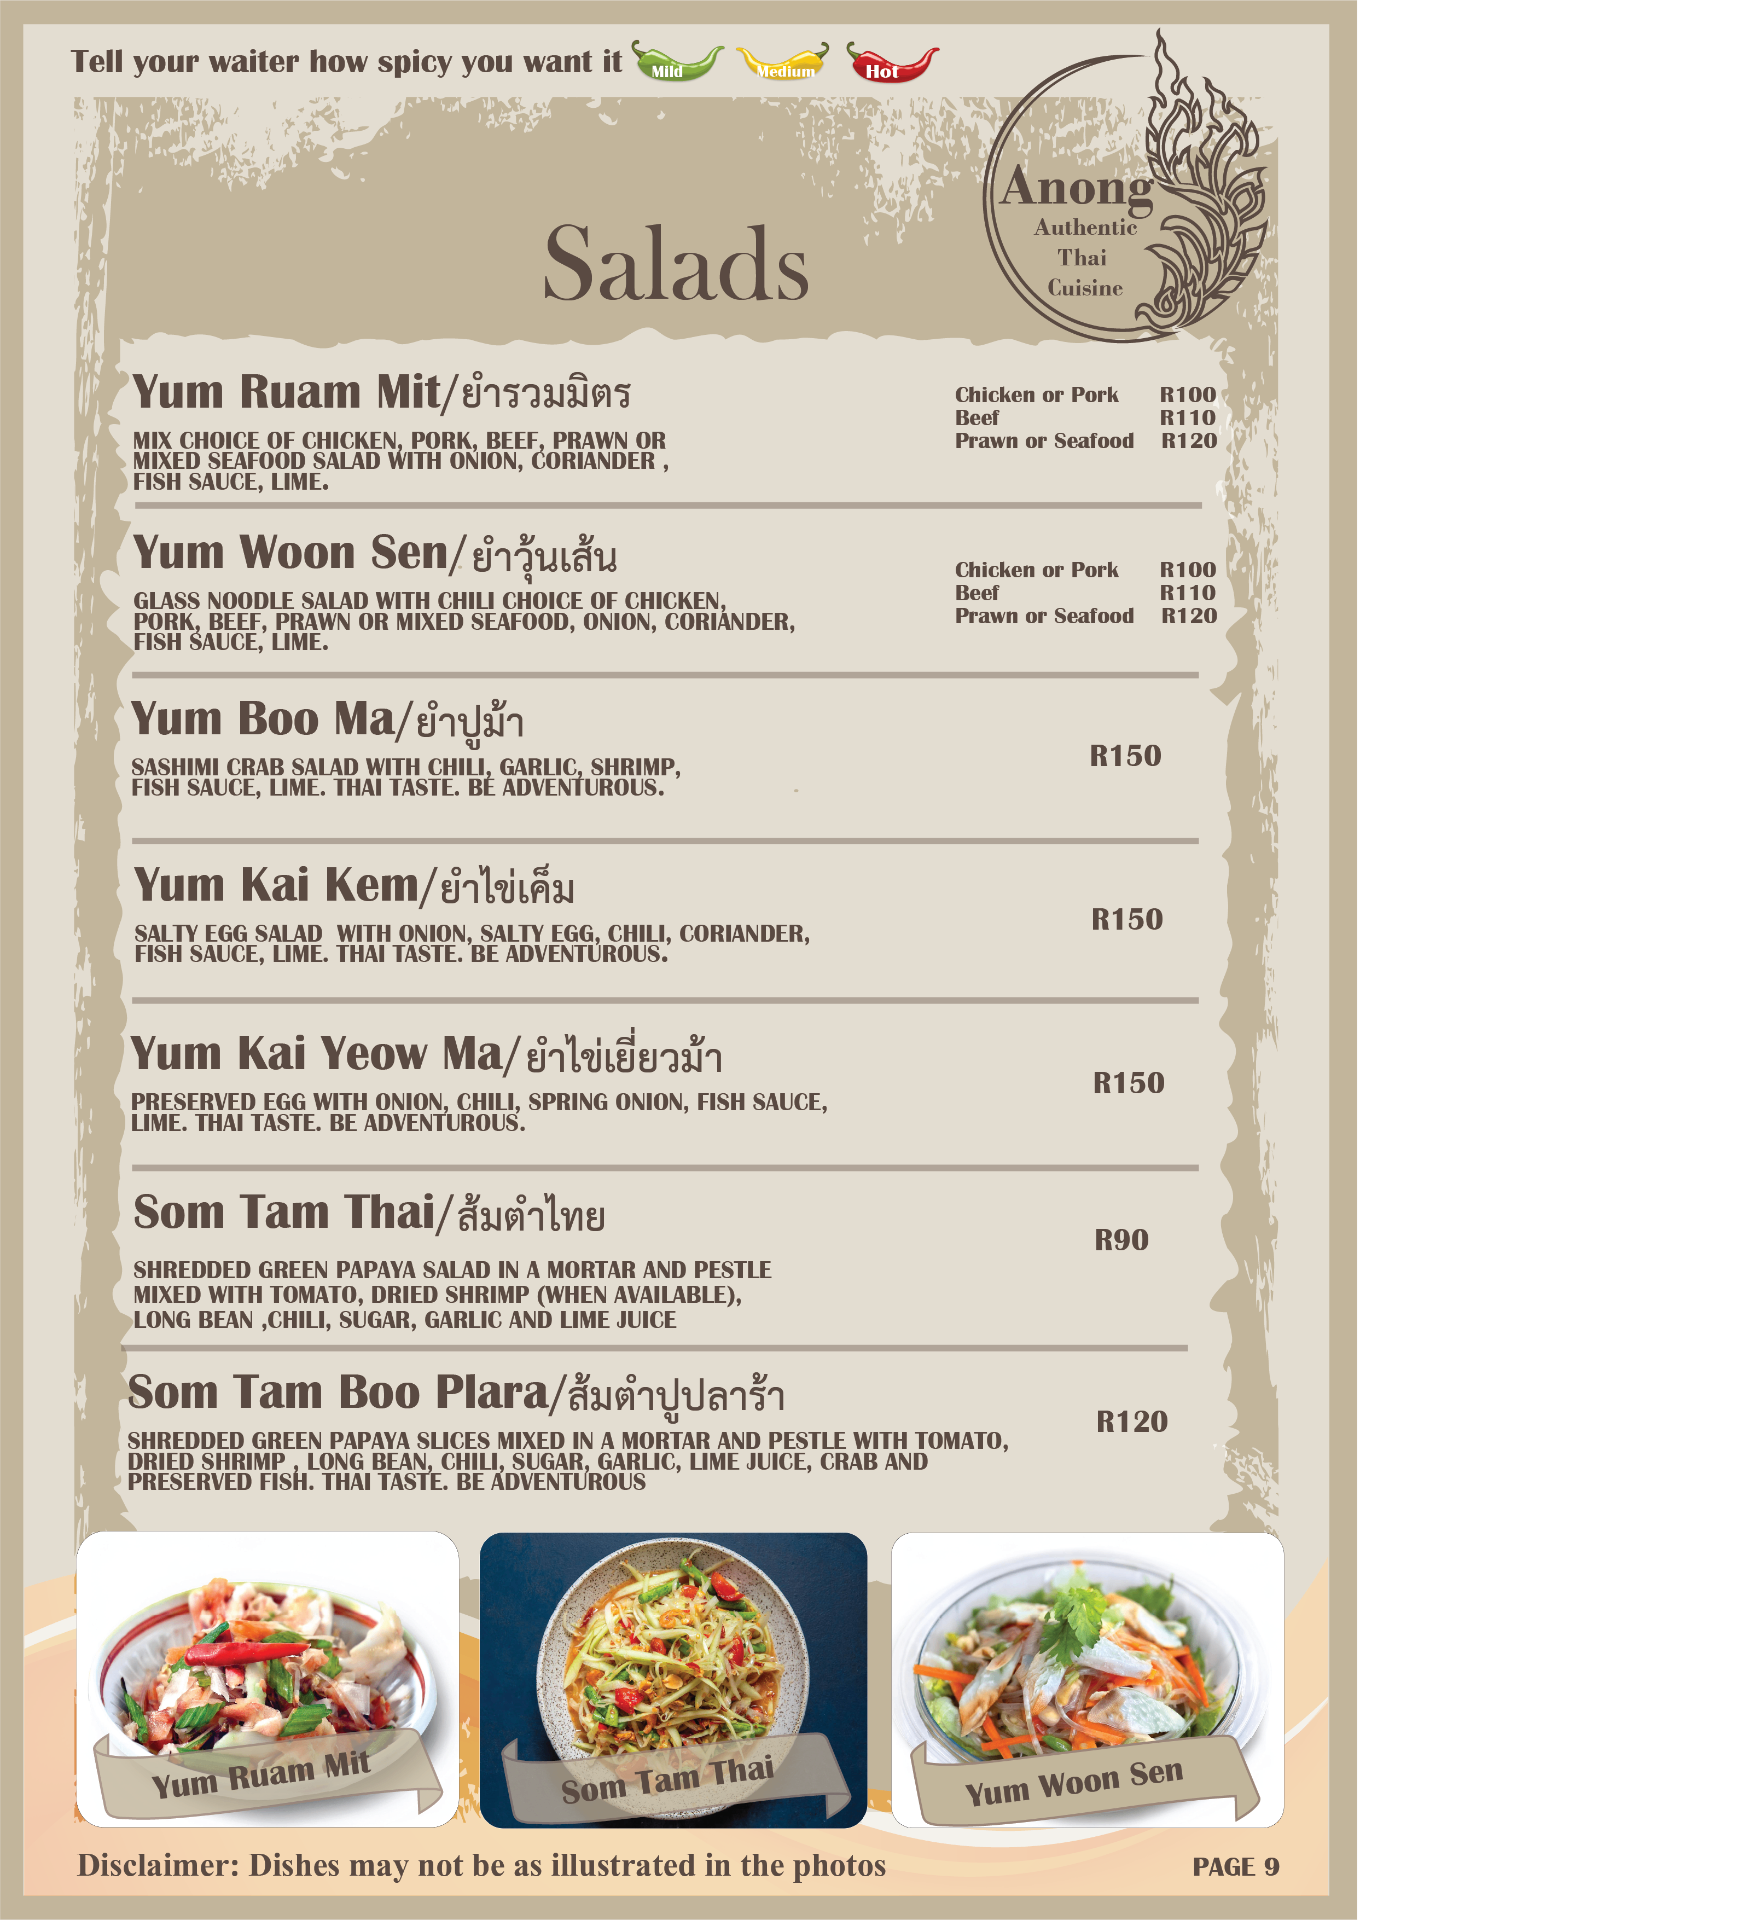 Tell your waiter how spicy you want it
Mild
Medium
Hot
Anong
Authentic
Thai
Cuisine
Salads
Yum Ruam Mit/ยำรวมมิตร
MIX CHOICE OF CHICKEN, PORK, BEEF, PRAWN OR
MIXED SEAFOOD SALAD WITH ONION, CORIANDER ,
FISH SAUCE, LIME.
Chicken or Pork R100
Beef R110
Prawn or Seafood R120
Yum Woon Sen/ยำวุ้นเส้น
GLASS NOODLE SALAD WITH CHILI CHOICE OF CHICKEN,
PORK, BEEF, PRAWN OR MIXED SEAFOOD, ONION, CORIANDER,
FISH SAUCE, LIME.
Chicken or Pork R100
Beef R110
Prawn or Seafood R120
Yum Boo Ma/ยำปูม้า
SASHIMI CRAB SALAD WITH CHILI, GARLIC, SHRIMP,
FISH SAUCE, LIME. THAI TASTE. BE ADVENTUROUS.
R150
Yum Kai Kem/ยำไข่เค็ม
SALTY EGG SALAD WITH ONION, SALTY EGG, CHILI, CORIANDER,
FISH SAUCE, LIME. THAI TASTE. BE ADVENTUROUS.
R150
Yum Kai Yeow Ma/ยำไข่เยี่ยวม้า
PRESERVED EGG WITH ONION, CHILI, SPRING ONION, FISH SAUCE,
LIME. THAI TASTE. BE ADVENTUROUS.
R150
Som Tam Thai/ส้มตำไทย
SHREDDED GREEN PAPAYA SALAD IN A MORTAR AND PESTLE
MIXED WITH TOMATO, DRIED SHRIMP (WHEN AVAILABLE),
LONG BEAN ,CHILI, SUGAR, GARLIC AND LIME JUICE
R90
Som Tam Boo Plara/ส้มตำปูปลาร้า
SHREDDED GREEN PAPAYA SLICES MIXED IN A MORTAR AND PESTLE WITH TOMATO,
DRIED SHRIMP , LONG BEAN, CHILI, SUGAR, GARLIC, LIME JUICE, CRAB AND
PRESERVED FISH. THAI TASTE. BE ADVENTUROUS
R120
Yum Ruam Mit
Som Tam Thai
Yum Woon Sen
Disclaimer: Dishes may not be as illustrated in the photos
PAGE 9